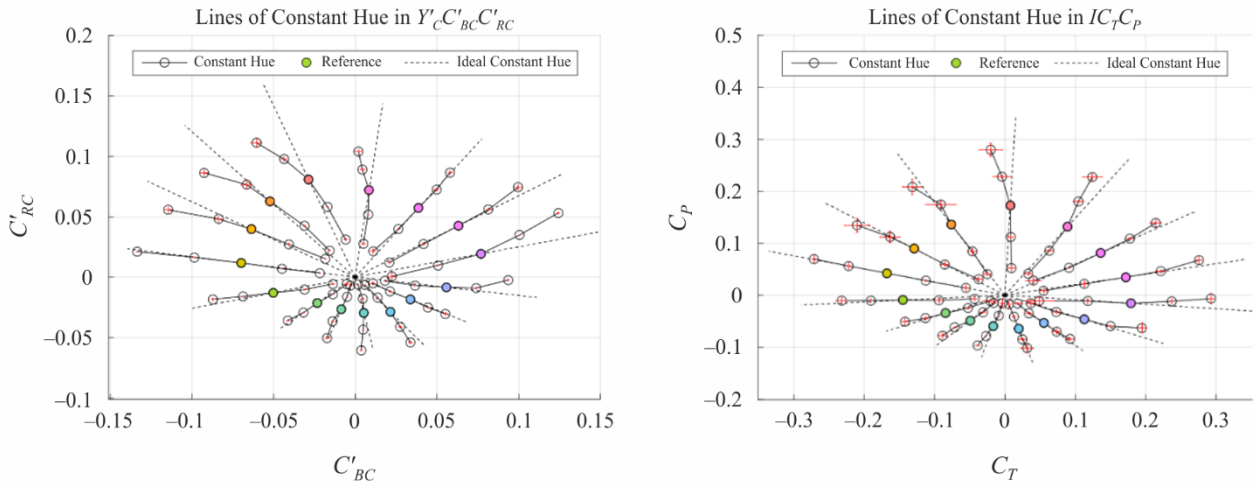 Lines of Constant Hue in Y′CC′BCC′RC
Constant Hue Reference Ideal Constant Hue
0.2
0.15
0.1
0.05
0
–0.05
–0.1
C′RC
–0.15 –0.1 –0.05 0 0.05 0.1 0.15
C′BC
Lines of Constant Hue in ICTCP
Constant Hue Reference Ideal Constant Hue
0.5
0.4
0.3
0.2
0.1
0
–0.1
–0.2
CP
–0.3 –0.2 –0.1 0 0.1 0.2 0.3
CT